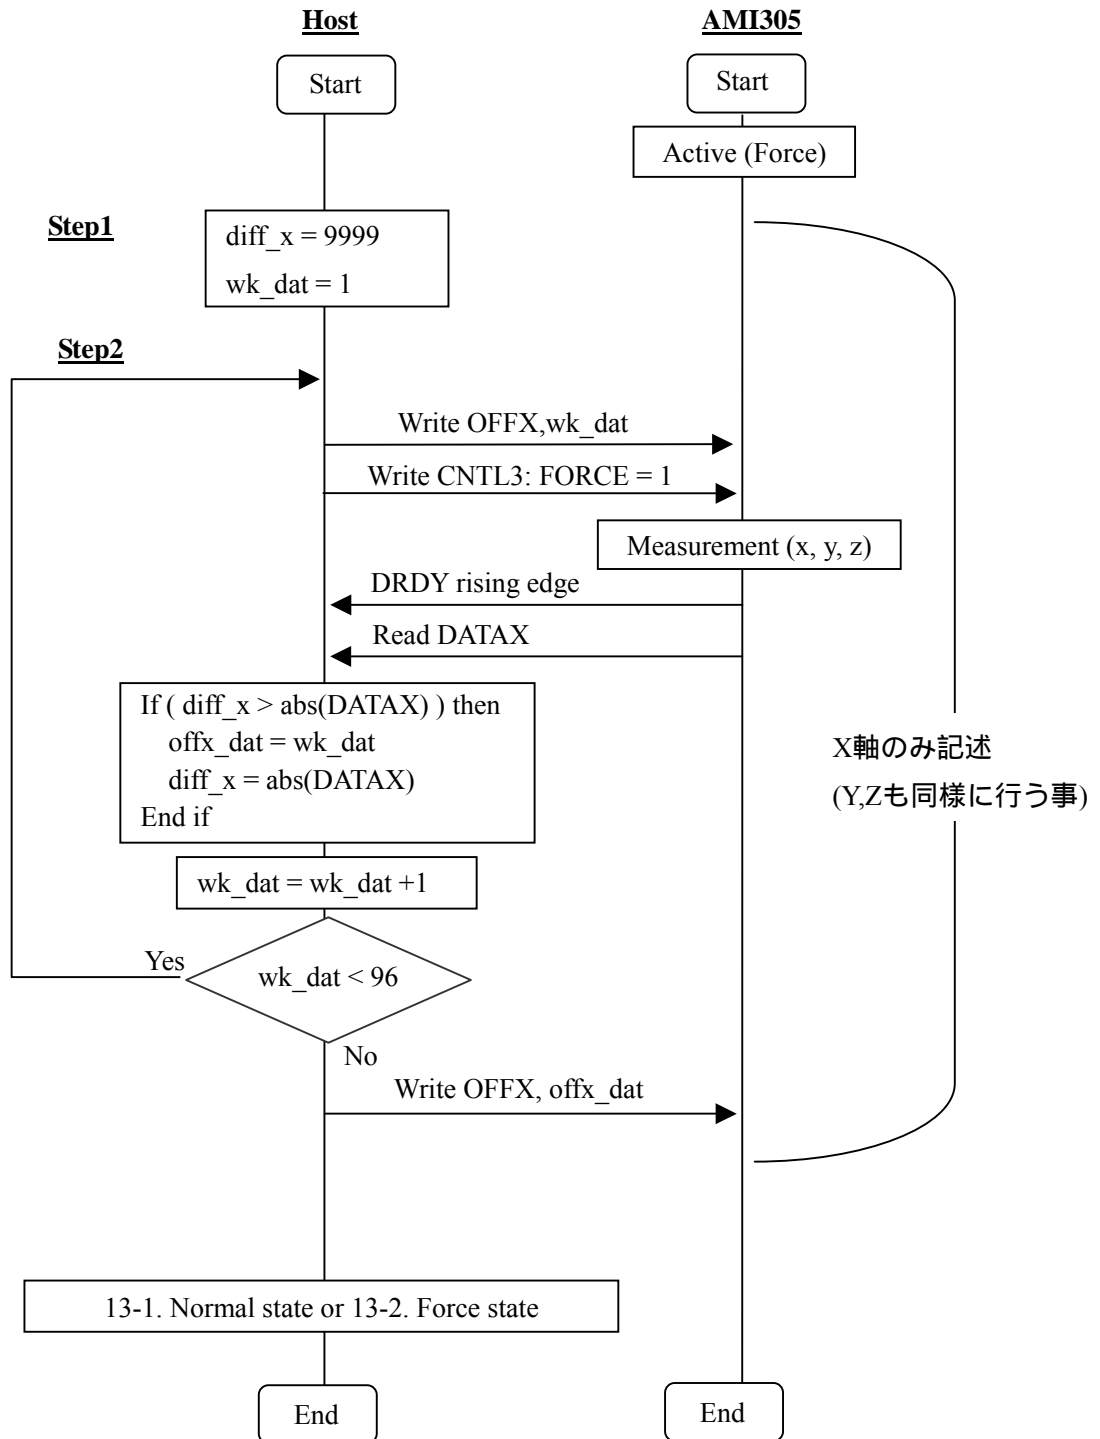 Host
AMI305
Start
Start
Active (Force)
Step1
diff_x = 9999
wk_dat = 1
Step2
Write OFFX,wk_dat
Write CNTL3: FORCE = 1
Measurement (x, y, z)
DRDY rising edge
Read DATAX
If ( diff_x > abs(DATAX) ) then
offx_dat = wk_dat
diff_x = abs(DATAX)
End if
X軸のみ記述
(Y,Zも同様に行う事)
wk_dat = wk_dat +1
Yes
wk_dat < 96
No
Write OFFX, offx_dat
13-1. Normal state or 13-2. Force state
End
End